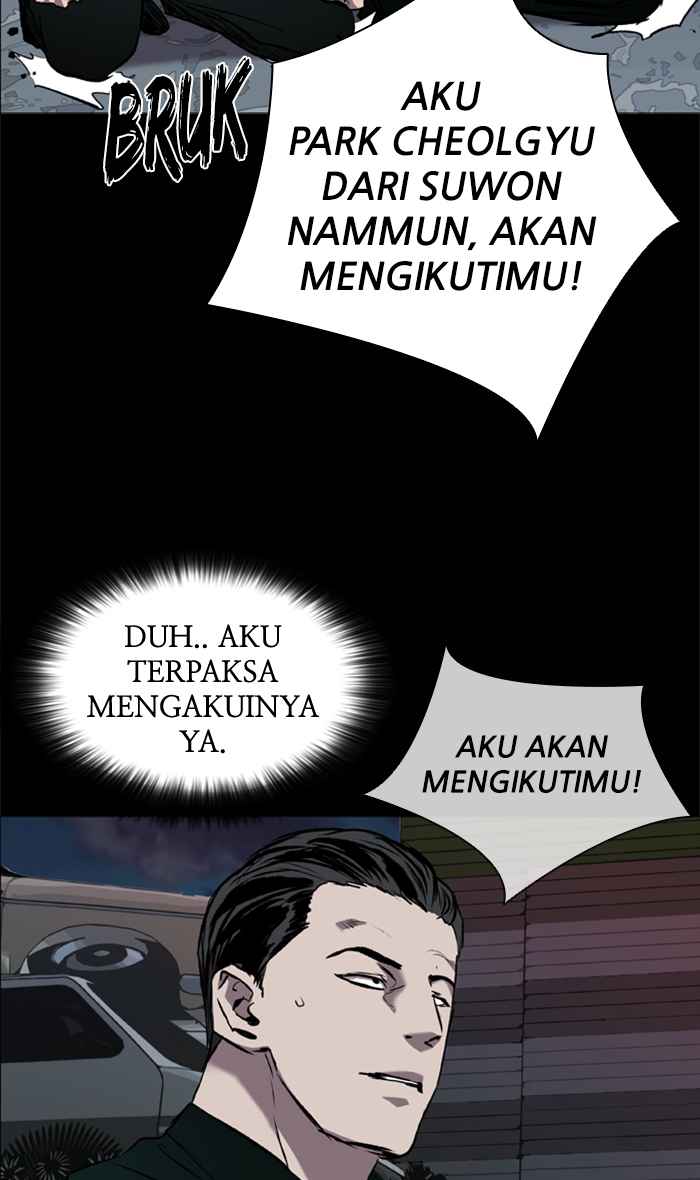 BRUK
AKU
PARK CHEOLGYU
DARI SUWON
NAMMUN, AKAN
MENGIKUTIMU!
DUH.. AKU
TERPAKSA
MENGAKUINYA
YA.
AKU AKAN
MENGIKUTIMU!